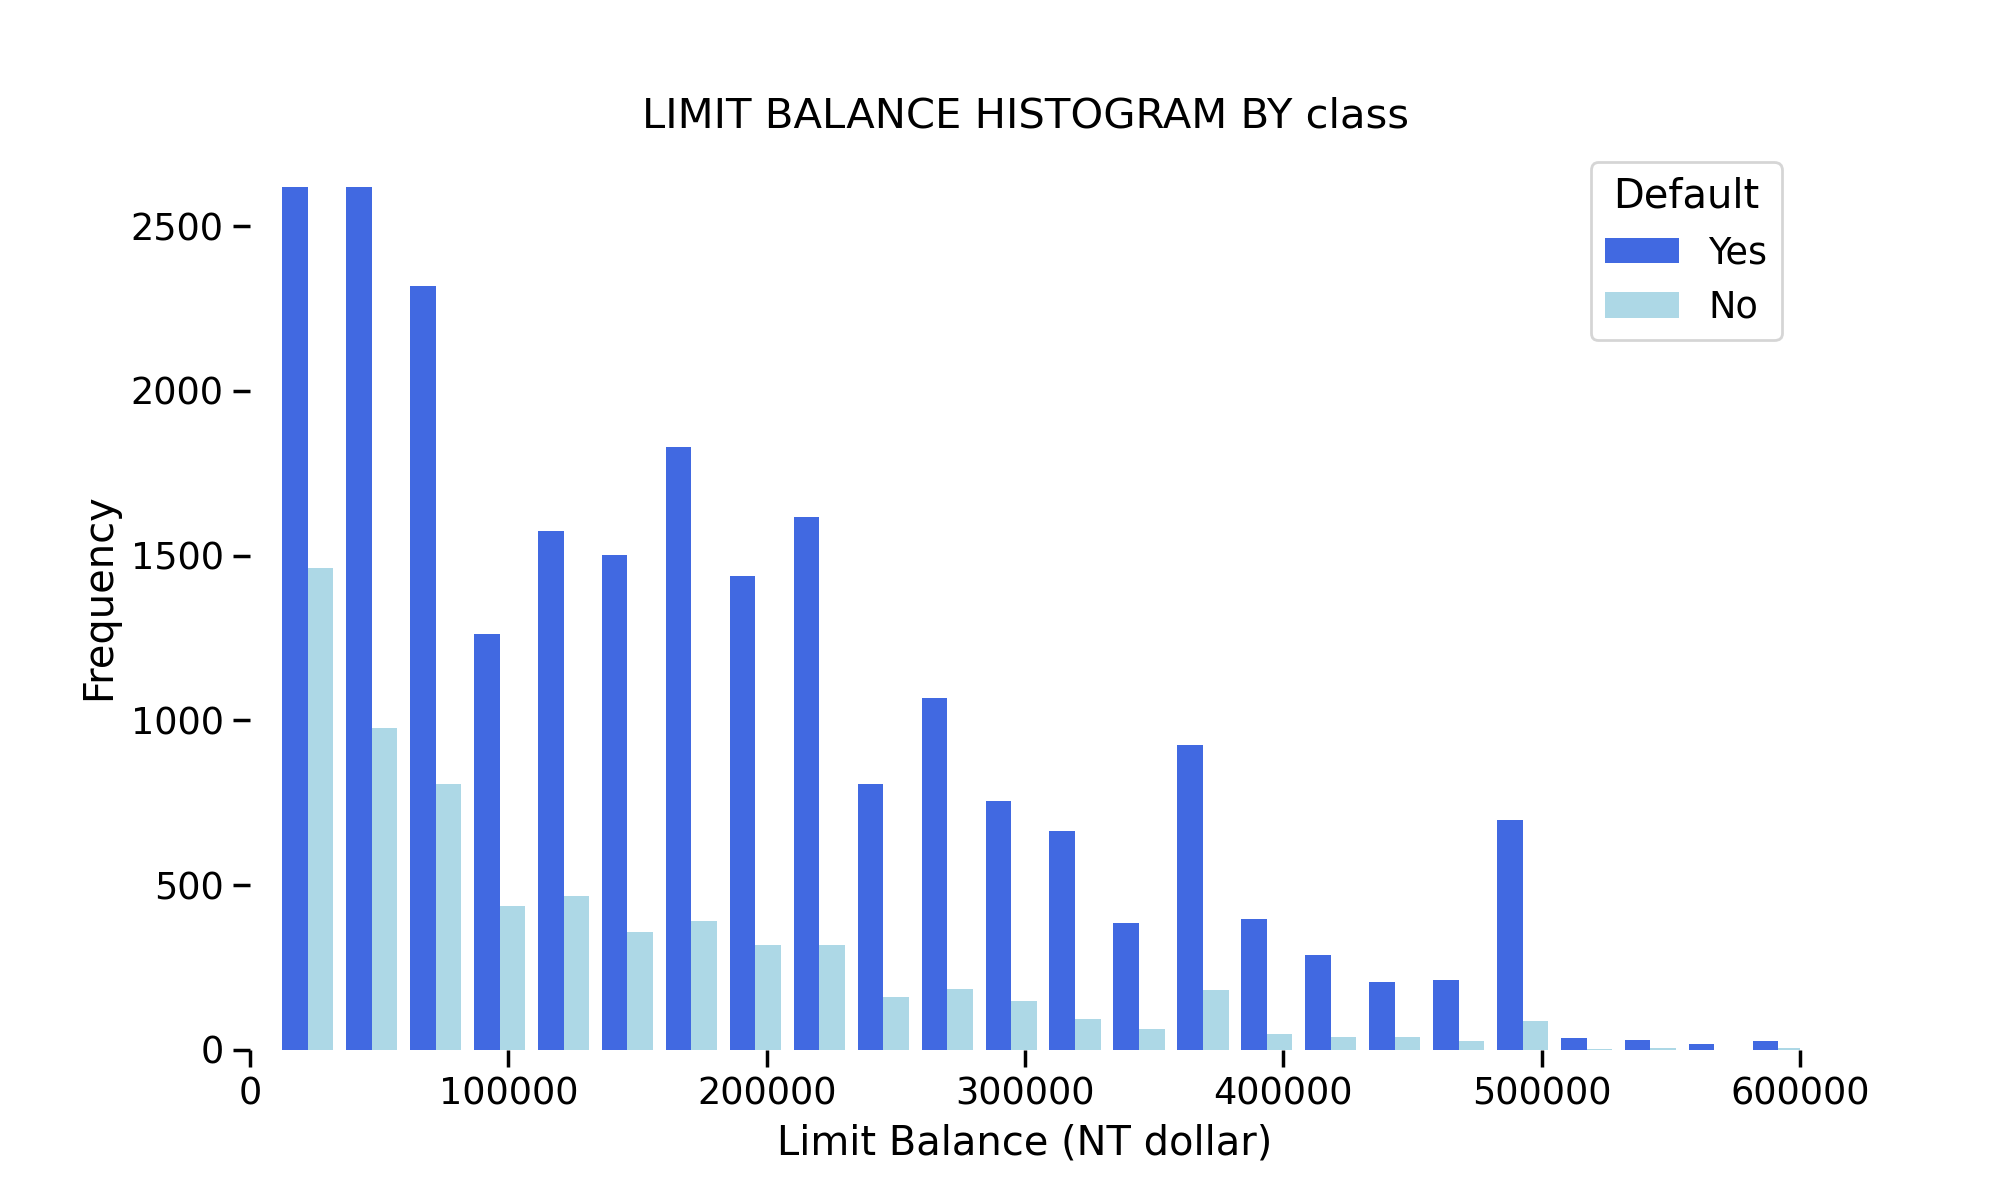 LIMIT BALANCE HISTOGRAM BY class
Default
Yes
No
Frequency
2500
2000
1500
1000
500
0
0 100000 200000 300000 400000 500000 600000
Limit Balance (NT dollar)